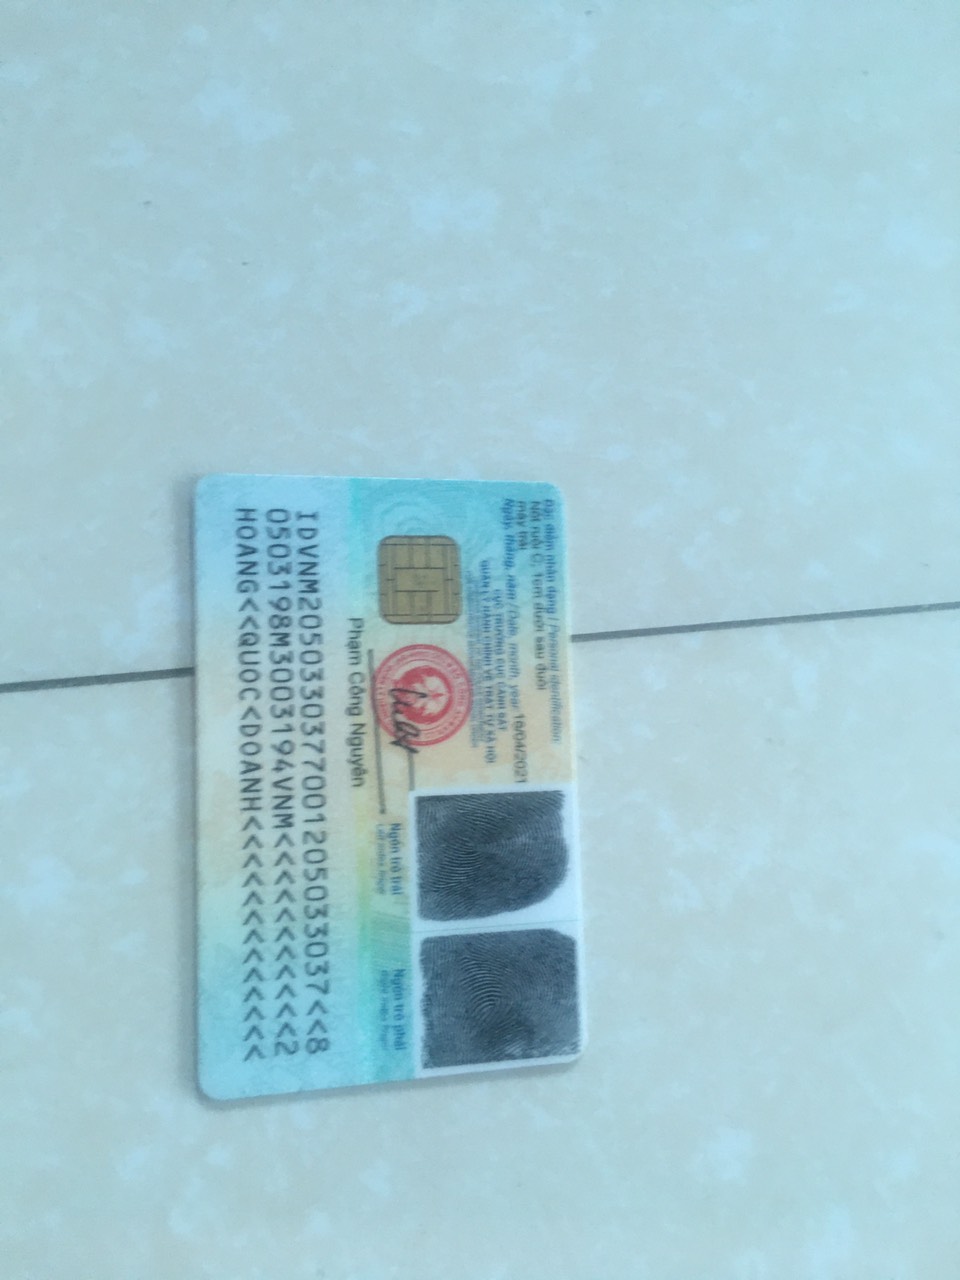 Đặc điểm nhân dạng / Personal identification
Nốt ruồi C. 1cm dưới sau đuôi
mày trái
Ngày, tháng, năm / Date, month, year 16/04/2021
CỤC TRƯỞNG CỤC CẢNH SÁT
QUẢN LÝ HÀNH CHÍNH VỀ TRẬT TỰ XÃ HỘI
Phạm Công Nguyên
Ngón trỏ trái
Left index finger
Ngón trỏ phải
Right index finger
IDVNM2050330377001205033037<<8
0503198M3003194VNM<<<<<<<<<<<2
HOANG<<QUOC<DOANH<<<<<<<<<<<<<